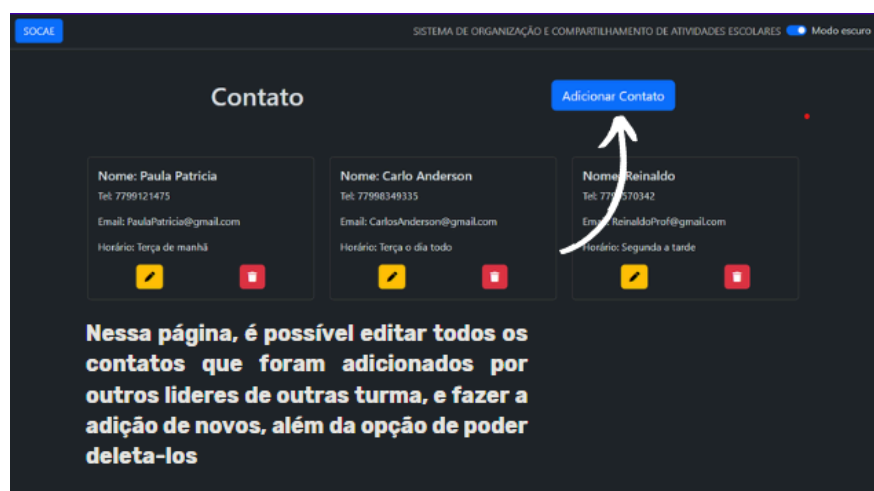 SOCAE
SISTEMA DE ORGANIZAÇÃO E COMPARTILHAMENTO DE ATIVIDADES ESCOLARES
Modo escuro
Contato
Adicionar Contato
Nome: Paula Patricia
Tel: 7799121475
Email: PaulaPatricia@gmail.com
Horário: Terça de manhã
Nome: Carlo Anderson
Tel: 77998349335
Email: CarlosAnderson@gmail.com
Horário: Terça o dia todo
Nome: Reinaldo
Tel:
Email: ReinaldoProf@gmail.com
Horário: Segunda a tarde
Nessa página, é possível editar todos os
contatos que foram adicionados por
outros lideres de outras turma, e fazer a
adição de novos, além da opção de poder
deleta-los